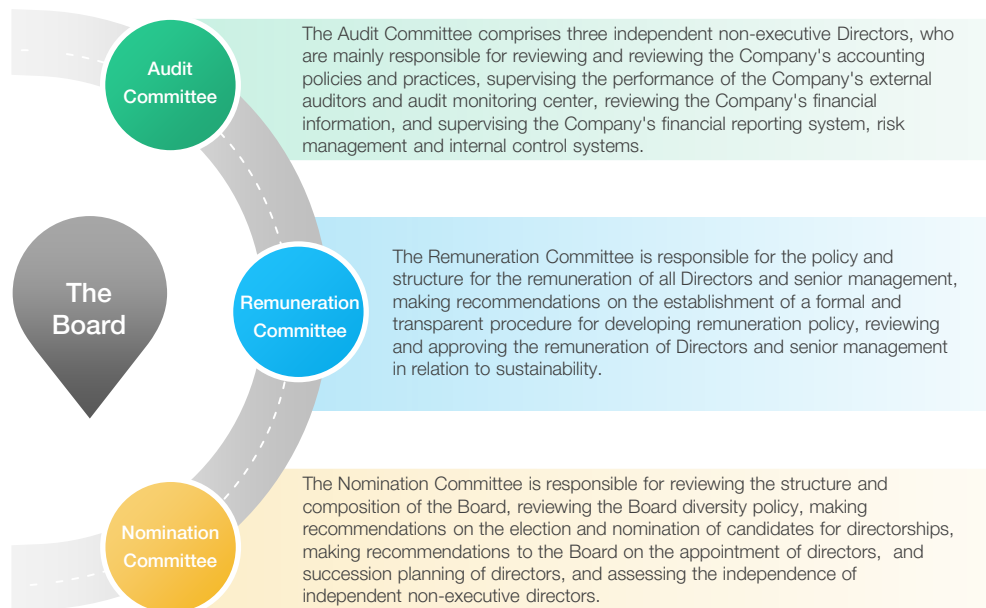 Audit
Committee
The Audit Committee comprises three independent non-executive Directors, who
are mainly responsible for reviewing and reviewing the Company's accounting
policies and practices, supervising the performance of the Company's external
auditors and audit monitoring center, reviewing the Company's financial
information, and supervising the Company's financial reporting system, risk
management and internal control systems.
The
Board
Remuneration
Committee
The Remuneration Committee is responsible for the policy and
structure for the remuneration of all Directors and senior management,
making recommendations on the establishment of a formal and
transparent procedure for developing remuneration policy, reviewing
and approving the remuneration of Directors and senior management
in relation to sustainability.
Nomination
Committee
The Nomination Committee is responsible for reviewing the structure and
composition of the Board, reviewing the Board diversity policy, making
recommendations on the election and nomination of candidates for directorships,
making recommendations to the Board on the appointment of directors, and
succession planning of directors, and assessing the independence of
independent non-executive directors.